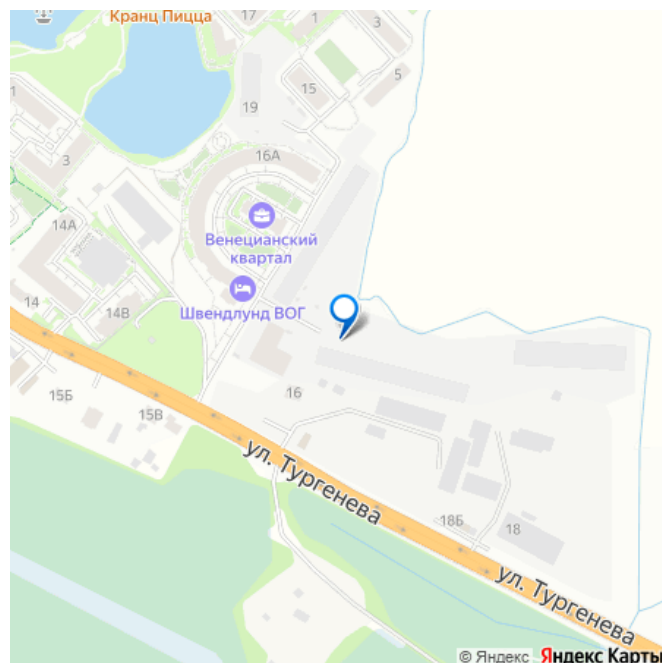 Кранц Пицца
17
1
3
5
15
19
1
3
16А
14А
Венецианский
квартал
Швендлунд ВОГ
14
14В
16
15Б
15В
ул. Тургенева
18Б
18
ул. Тургенева
© Яндекс Яндекс Карты